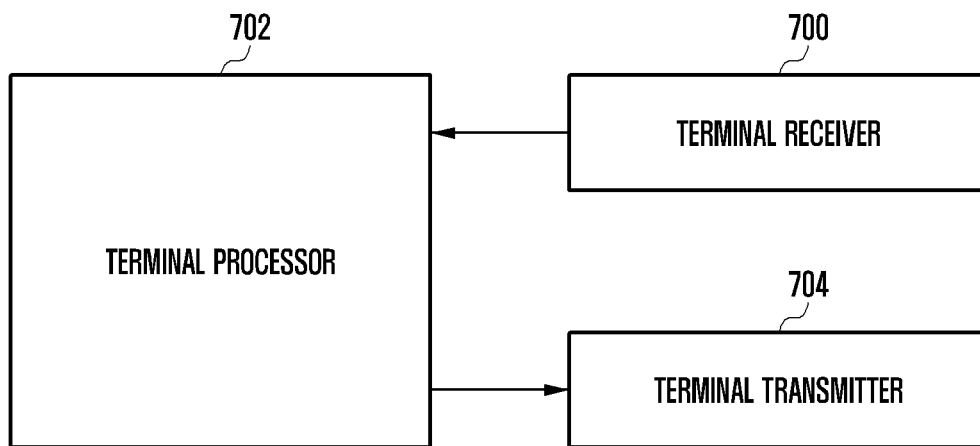 702
700
TERMINAL RECEIVER
TERMINAL PROCESSOR
704
TERMINAL TRANSMITTER